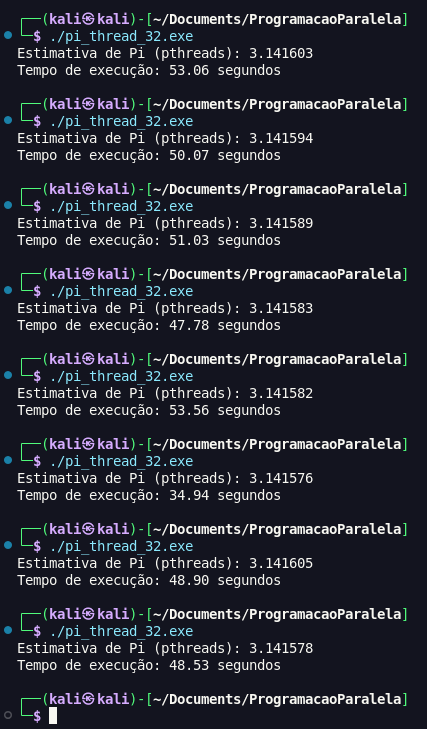 ┌──(kali㉿kali)-[~/Documents/ProgramacaoParalela]
└─$ ./pi_thread_32.exe
Estimativa de Pi (pthreads): 3.141603
Tempo de execução: 53.06 segundos
┌──(kali㉿kali)-[~/Documents/ProgramacaoParalela]
└─$ ./pi_thread_32.exe
Estimativa de Pi (pthreads): 3.141594
Tempo de execução: 50.07 segundos
┌──(kali㉿kali)-[~/Documents/ProgramacaoParalela]
└─$ ./pi_thread_32.exe
Estimativa de Pi (pthreads): 3.141589
Tempo de execução: 51.03 segundos
┌──(kali㉿kali)-[~/Documents/ProgramacaoParalela]
└─$ ./pi_thread_32.exe
Estimativa de Pi (pthreads): 3.141583
Tempo de execução: 47.78 segundos
┌──(kali㉿kali)-[~/Documents/ProgramacaoParalela]
└─$ ./pi_thread_32.exe
Estimativa de Pi (pthreads): 3.141582
Tempo de execução: 53.56 segundos
┌──(kali㉿kali)-[~/Documents/ProgramacaoParalela]
└─$ ./pi_thread_32.exe
Estimativa de Pi (pthreads): 3.141576
Tempo de execução: 34.94 segundos
┌──(kali㉿kali)-[~/Documents/ProgramacaoParalela]
└─$ ./pi_thread_32.exe
Estimativa de Pi (pthreads): 3.141605
Tempo de execução: 48.90 segundos
┌──(kali㉿kali)-[~/Documents/ProgramacaoParalela]
└─$ ./pi_thread_32.exe
Estimativa de Pi (pthreads): 3.141578
Tempo de execução: 48.53 segundos
┌──(kali㉿kali)-[~/Documents/ProgramacaoParalela]
└─$